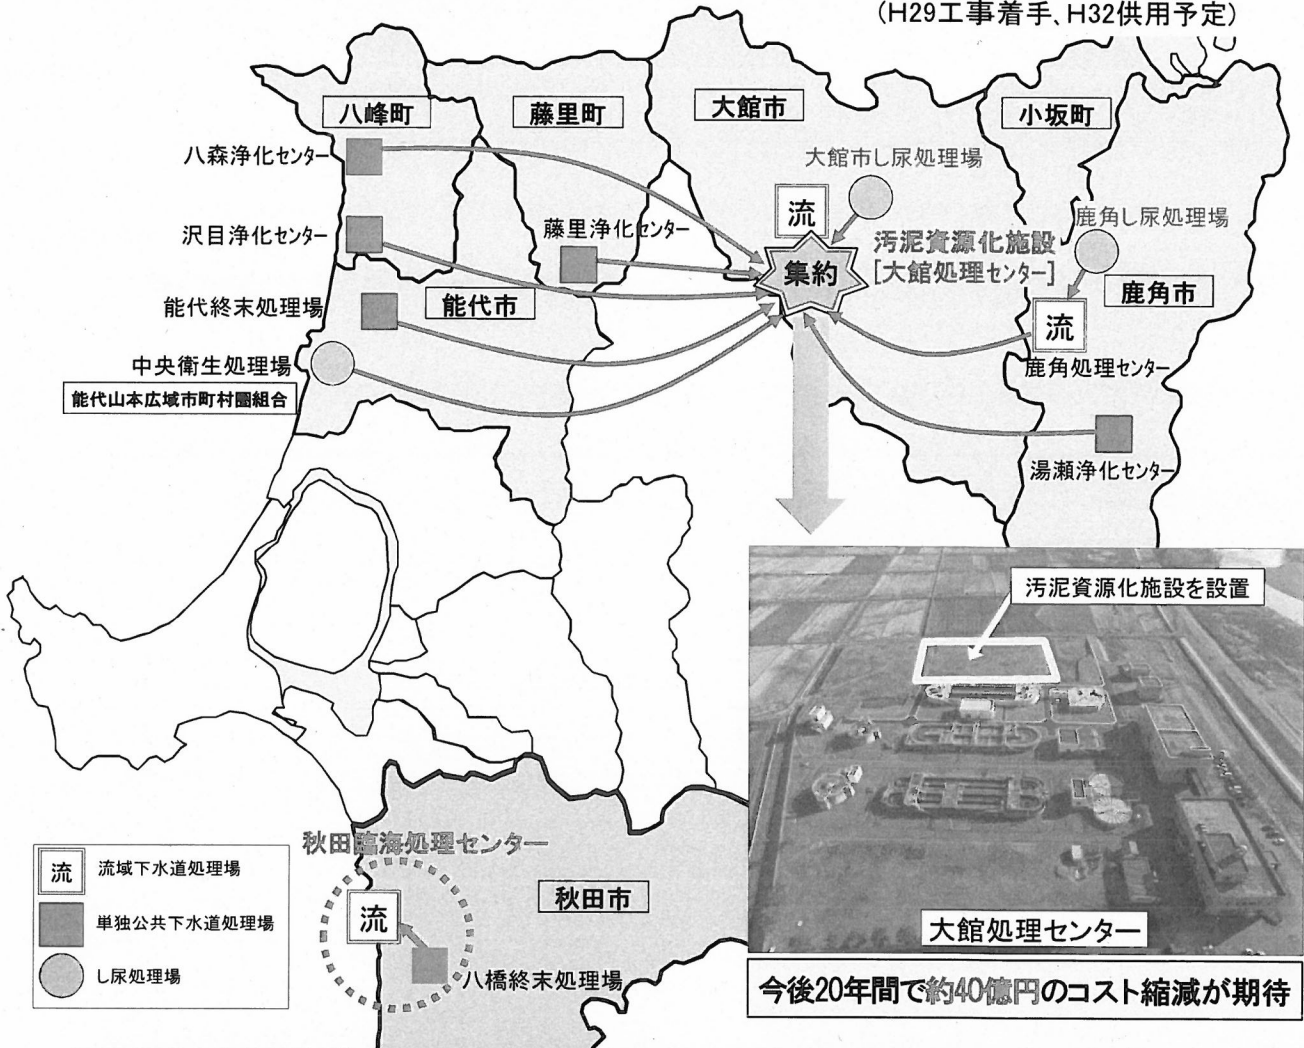 (H29工事着手、H32供用予定)
八峰町
藤里町
大館市
小坂町
八森浄化センター
大館市し尿処理場
流
鹿角し尿処理場
沢目浄化センター
藤里浄化センター
汚泥資源化施設
[大館処理センター]
集約
能代市
鹿角市
能代終末処理場
流
中央衛生処理場
鹿角処理センター
能代山本広域市町村圏組合
湯瀬浄化センター
汚泥資源化施設を設置
秋田臨海処理センター
流 流域下水道処理場
単独公共下水道処理場
し尿処理場
秋田市
流
八橋終末処理場
大館処理センター
今後20年間で約40億円のコスト縮減が期待